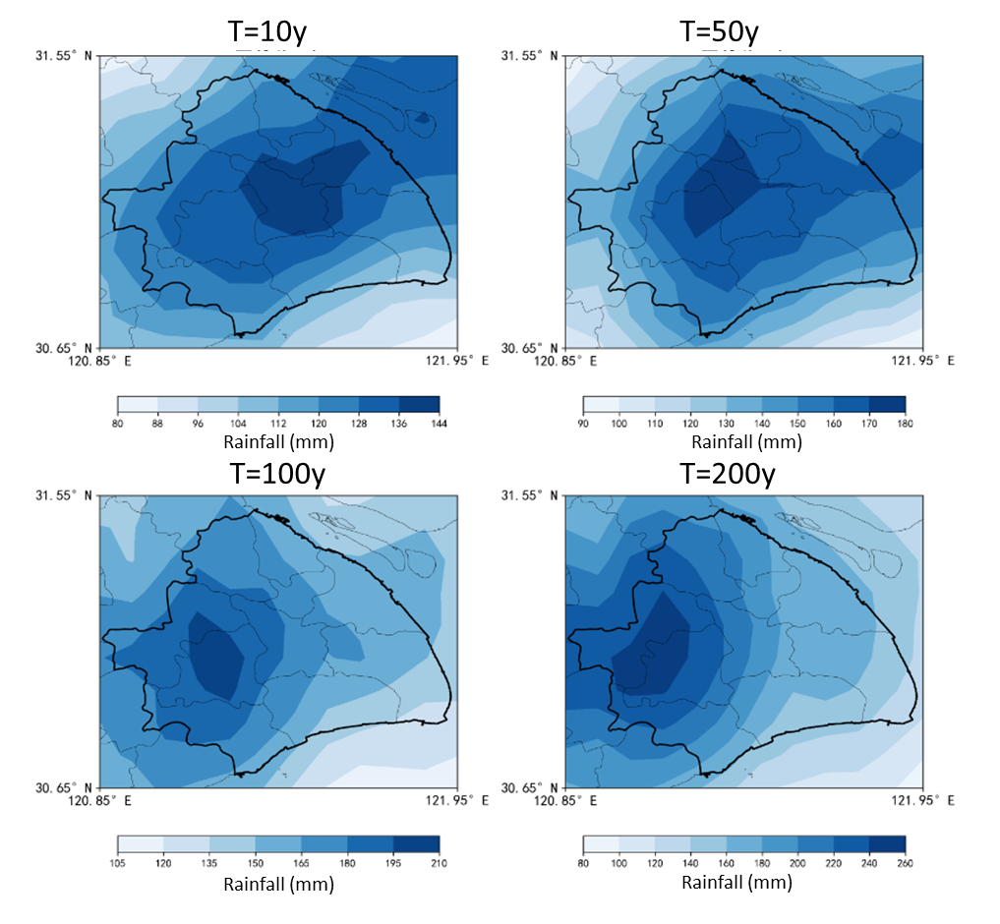 T=10y
T=50y
31.55° N
31.55° N
30.65° N
30.65° N
120.85° E
121.95° E
120.85° E
121.95° E
80 88 96 104 112 120 128 136 144
90 100 110 120 130 140 150 160 170 180
Rainfall (mm)
Rainfall (mm)
T=100y
T=200y
31.55° N
31.55° N
30.65° N
30.65° N
120.85° E
121.95° E
120.85° E
121.95° E
105 120 135 150 165 180 195 210
80 100 120 140 160 180 200 220 240 260
Rainfall (mm)
Rainfall (mm)